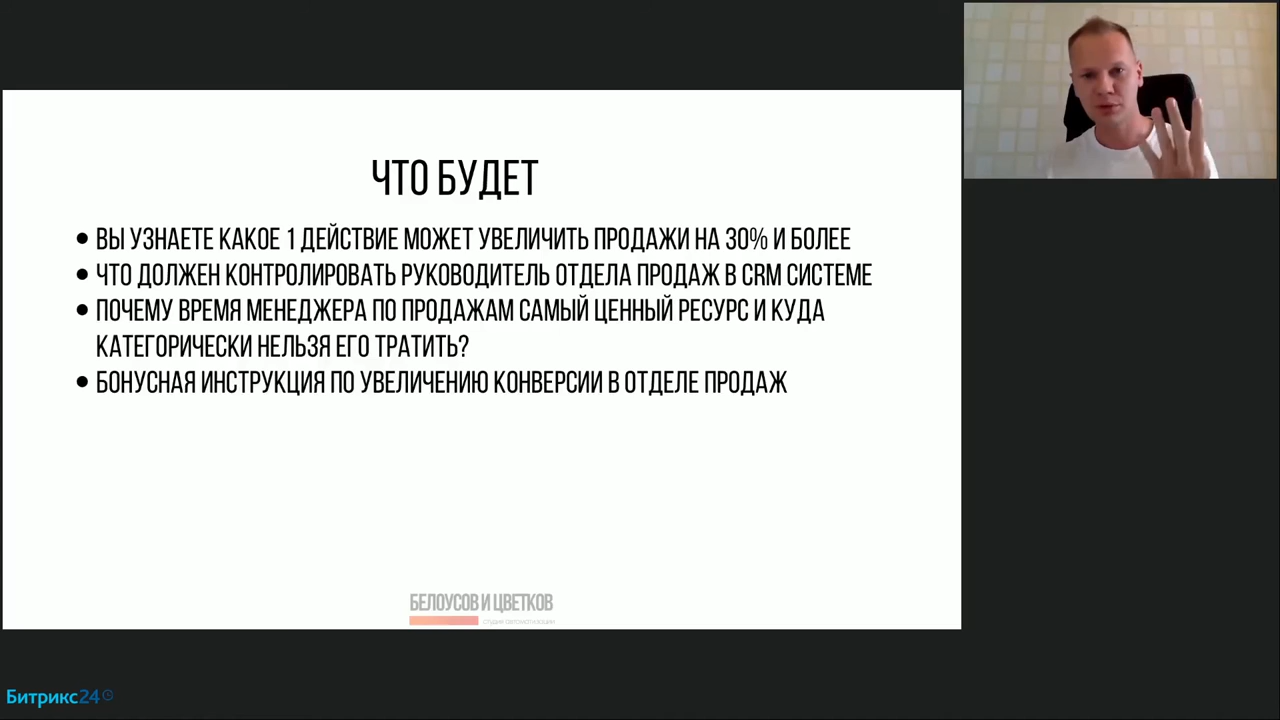 ЧТО БУДЕТ
• ВЫ УЗНАЕТЕ КАКОЕ 1 ДЕЙСТВИЕ МОЖЕТ УВЕЛИЧИТЬ ПРОДАЖИ НА 30% И БОЛЕЕ
• ЧТО ДОЛЖЕН КОНТРОЛИРОВАТЬ РУКОВОДИТЕЛЬ ОТДЕЛА ПРОДАЖ В CRM СИСТЕМЕ
• ПОЧЕМУ ВРЕМЯ МЕНЕДЖЕРА ПО ПРОДАЖАМ САМЫЙ ЦЕННЫЙ РЕСУРС И КУДА
КАТЕГОРИЧЕСКИ НЕЛЬЗЯ ЕГО ТРАТИТЬ?
• БОНУСНАЯ ИНСТРУКЦИЯ ПО УВЕЛИЧЕНИЮ КОНВЕРСИИ В ОТДЕЛЕ ПРОДАЖ
БЕЛОУСОВ И ЦВЕТКОВ
Битрикс24